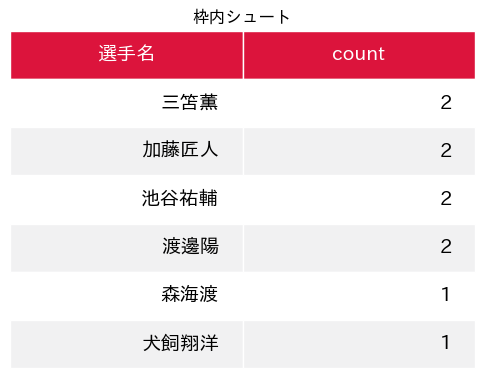 枠内シュート
選手名 count
三笘薫 2
加藤匠人 2
池谷祐輔 2
渡邊陽 2
森海渡 1
犬飼翔洋 1